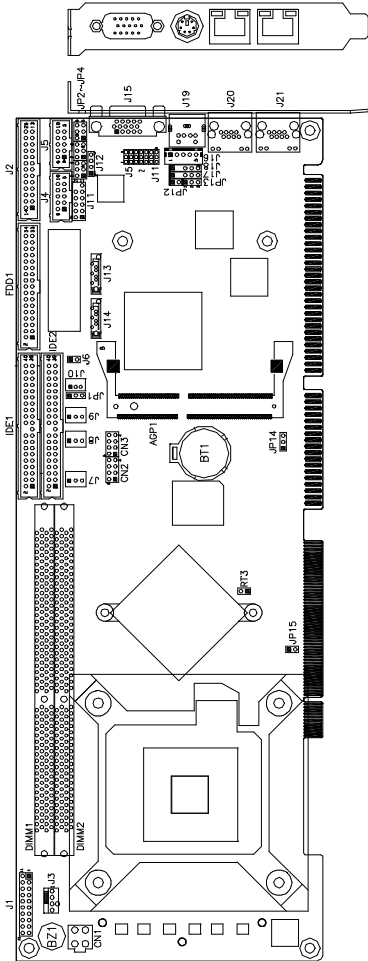 JP2~JP4
J15
J19
J20
J21
J2
J5
J4
J12
J11
J5
J11
JP12
JP13
FDD1
J13
J14
IDE2
J6
J10
JP1
IDE1
J9
J8
J7
CN3
CN2
AGP1
BT1
JP14
RT3
JP15
DIMM1
DIMM2
J1
J3
BZ1
CN1